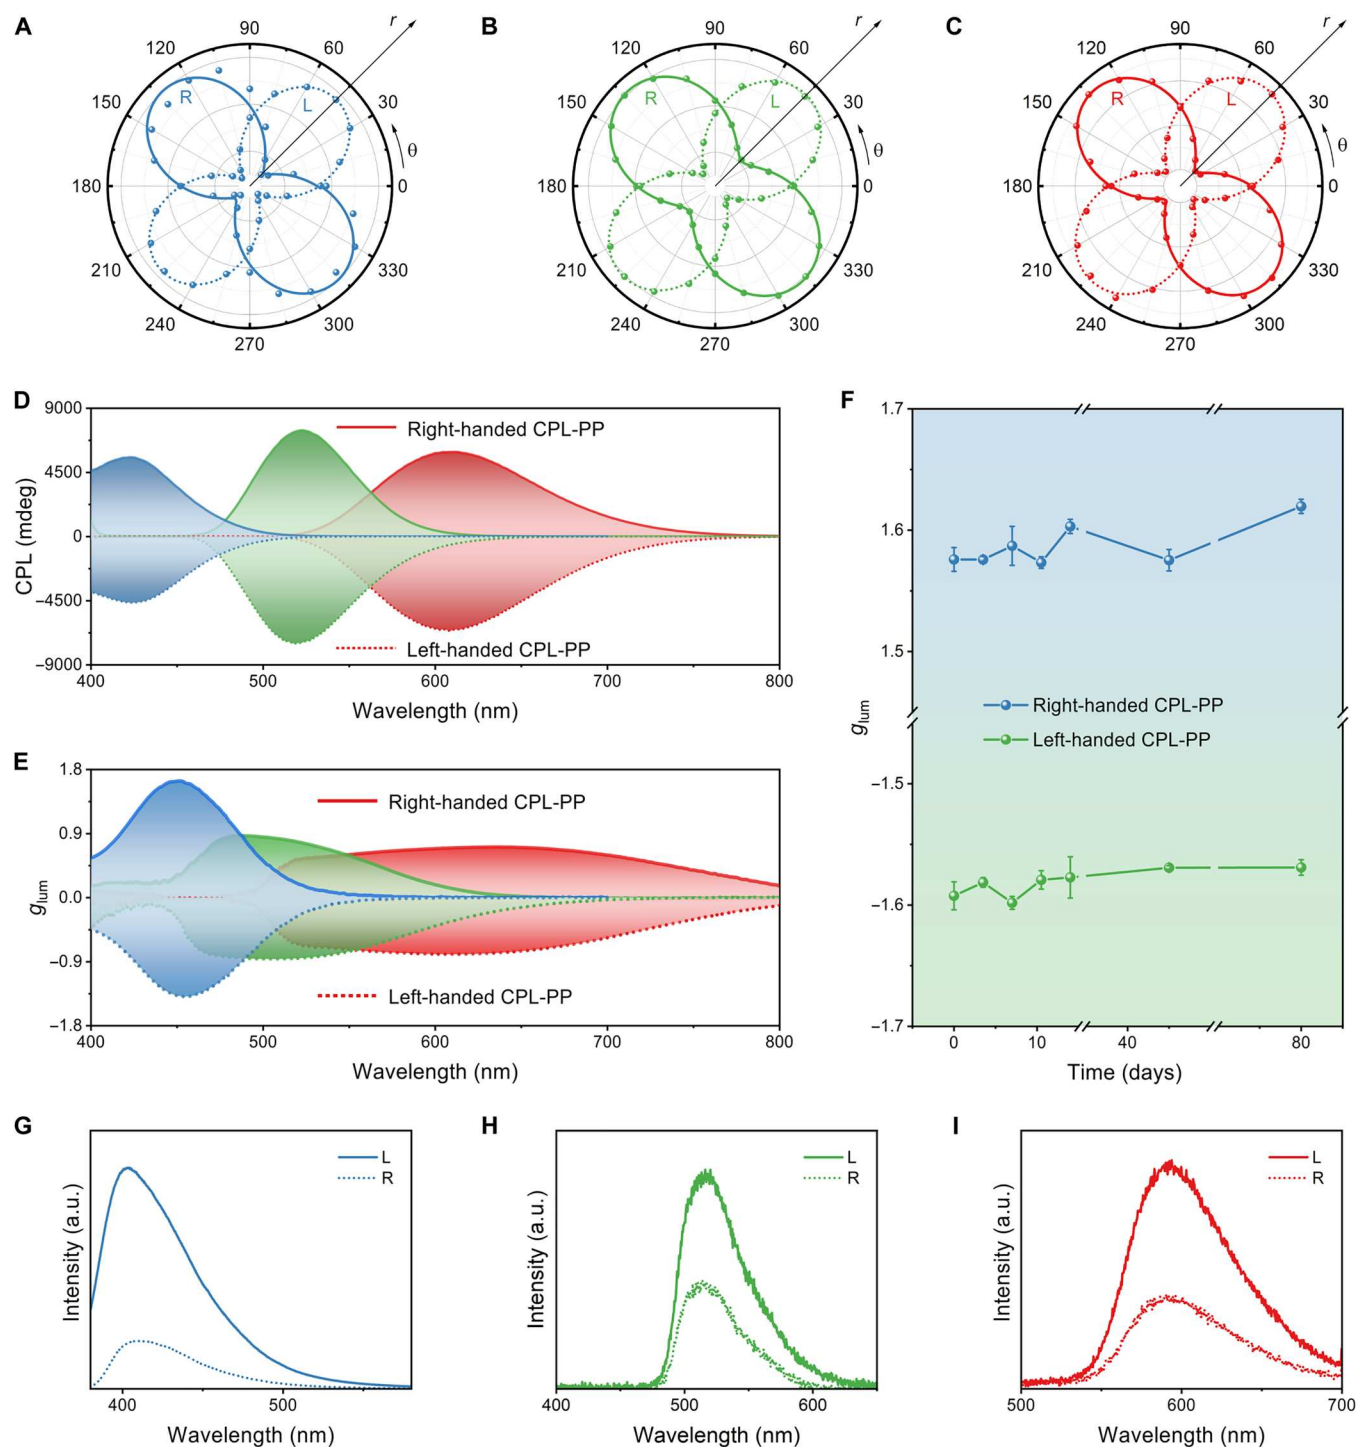 A
90
120
60
150
30
180
0
210
330
240
300
270
R
L
r
θ
B
90
120
60
150
30
180
0
210
330
240
300
270
R
L
r
θ
C
90
120
60
150
30
180
0
210
330
240
300
270
R
L
r
θ
D
9000
4500
0
−4500
−9000
CPL (mdeg)
Right-handed CPL-PP
Left-handed CPL-PP
400 500 600 700 800
Wavelength (nm)
E
1.8
0.9
0.0
−0.9
−1.8
glum
Right-handed CPL-PP
Left-handed CPL-PP
400 500 600 700 800
Wavelength (nm)
F
1.7
1.6
1.5
−1.5
−1.6
−1.7
glum
Right-handed CPL-PP
Left-handed CPL-PP
0 10 40 80
Time (days)
G
L
R
Intensity (a.u.)
400 500
Wavelength (nm)
H
L
R
Intensity (a.u.)
400 500 600
Wavelength (nm)
I
L
R
Intensity (a.u.)
500 600 700
Wavelength (nm)